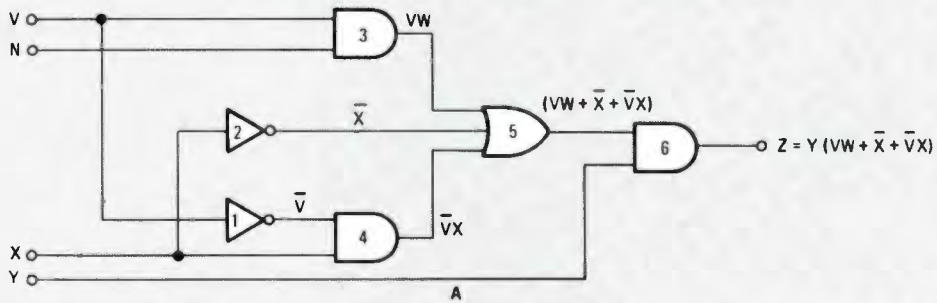 V
N
3
VW
2
X̅
5
(VW + X̅ + V̅X)
6
Z = Y (VW + X̅ + V̅X)
1
V̅
4
V̅X
X
Y
A